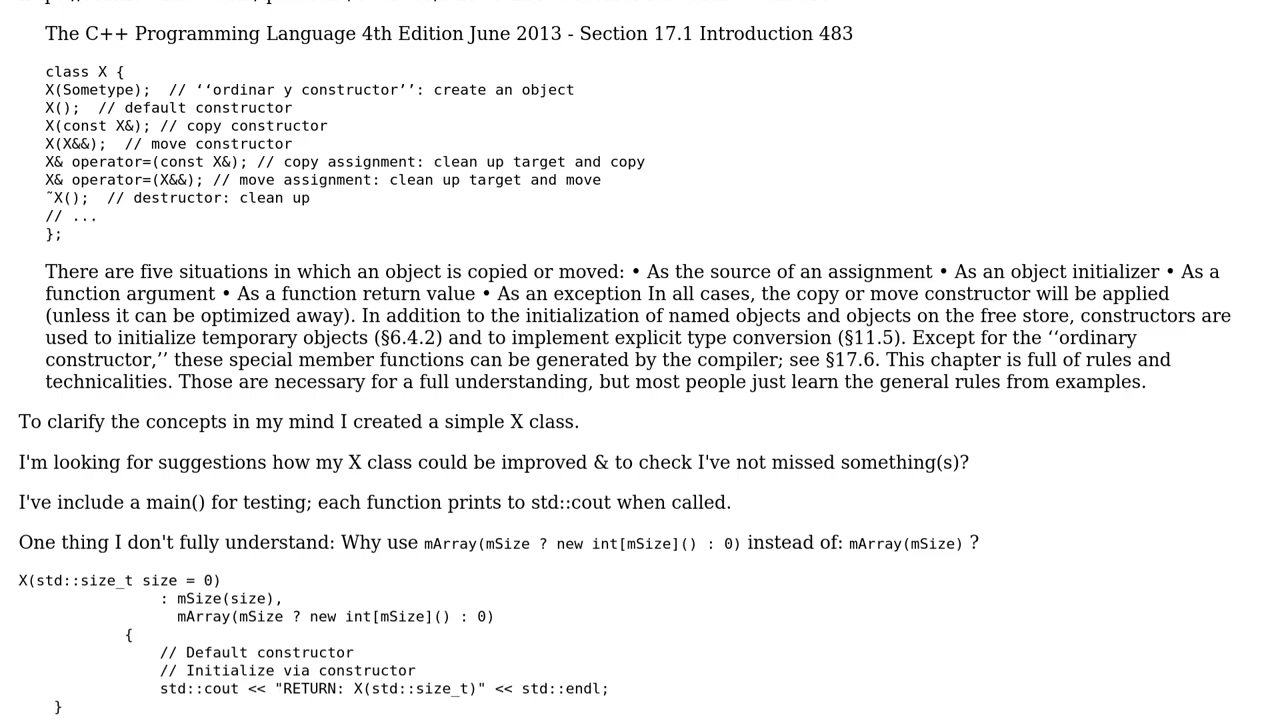 The C++ Programming Language 4th Edition June 2013 - Section 17.1 Introduction 483
class X {
X(Sometype);  // ‘‘ordinar y constructor’’: create an object
X();  // default constructor
X(const X&); // copy constructor
X(X&&);  // move constructor
X& operator=(const X&); // copy assignment: clean up target and copy
X& operator=(X&&); // move assignment: clean up target and move
˜X();  // destructor: clean up
// ...
};
There are five situations in which an object is copied or moved: • As the source of an assignment • As an object initializer • As a
function argument • As a function return value • As an exception In all cases, the copy or move constructor will be applied
(unless it can be optimized away). In addition to the initialization of named objects and objects on the free store, constructors are
used to initialize temporary objects (§6.4.2) and to implement explicit type conversion (§11.5). Except for the ‘‘ordinary
constructor,’’ these special member functions can be generated by the compiler; see §17.6. This chapter is full of rules and
technicalities. Those are necessary for a full understanding, but most people just learn the general rules from examples.
To clarify the concepts in my mind I created a simple X class.
I'm looking for suggestions how my X class could be improved & to check I've not missed something(s)?
I've include a main() for testing; each function prints to std::cout when called.
One thing I don't fully understand: Why use mArray(mSize ? new int[mSize]() : 0) instead of: mArray(mSize) ?
X(std::size_t size = 0)
: mSize(size),
mArray(mSize ? new int[mSize]() : 0)
{
// Default constructor
// Initialize via constructor
std::cout << "RETURN: X(std::size_t)" << std::endl;
}